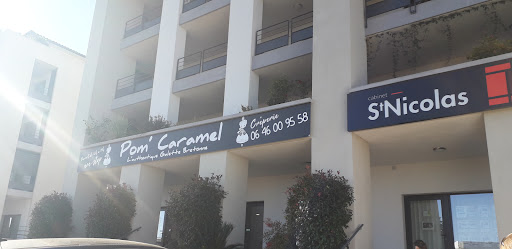 Pom' Caramel
L'authentique Galette Bretonne
Crêperie
06 46 00 95 58
cabinet
St Nicolas